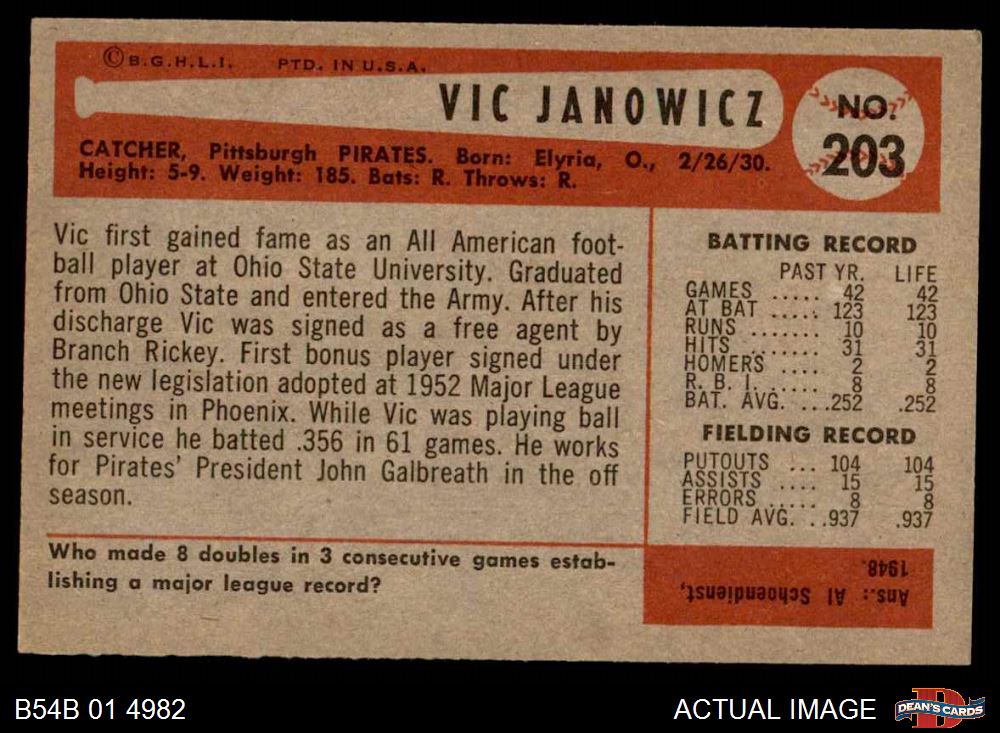 ©B.G.H.L.I. PTD. IN U.S.A.
VIC JANOWICZ
NO.
203
CATCHER, Pittsburgh PIRATES. Born: Elyria, O., 2/26/30.
Height: 5-9. Weight: 185. Bats: R. Throws: R.
Vic first gained fame as an All American foot-
ball player at Ohio State University. Graduated
from Ohio State and entered the Army. After his
discharge Vic was signed as a free agent by
Branch Rickey. First bonus player signed under
the new legislation adopted at 1952 Major League
meetings in Phoenix. While Vic was playing ball
in service he batted .356 in 61 games. He works
for Pirates' President John Galbreath in the off
season.
BATTING RECORD
PAST YR. LIFE
GAMES ..... 42 42
AT BAT ..... 123 123
RUNS ....... 10 10
HITS ........ 31 31
HOMERS .... 2 2
R. B. I. ..... 8 8
BAT. AVG. ...252 .252
FIELDING RECORD
PUTOUTS ... 104 104
ASSISTS .... 15 15
ERRORS ..... 8 8
FIELD AVG. ..937 .937
Who made 8 doubles in 3 consecutive games estab-
lishing a major league record?
Ans.: Al Schoendienst,
1948.
B54B 01 4982
ACTUAL IMAGE
D
DEAN'S CARDS